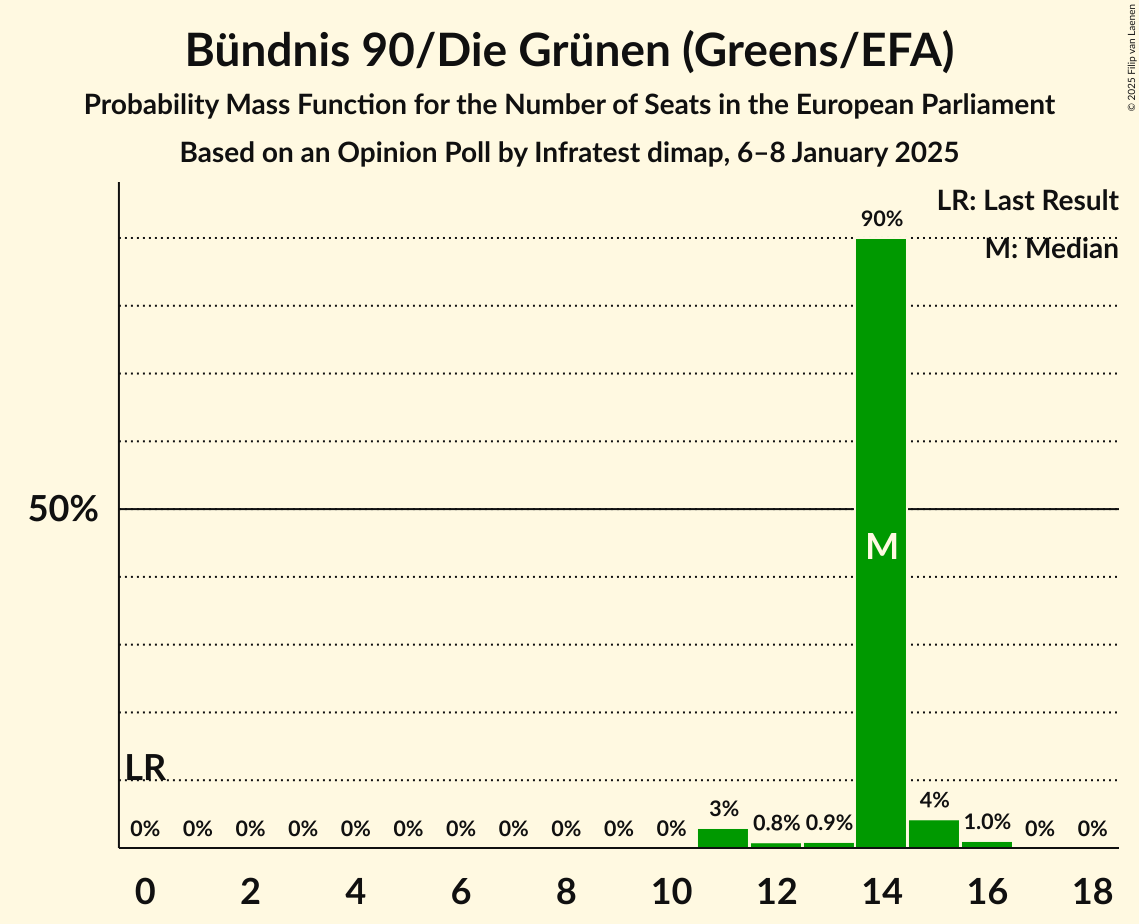 Bündnis 90/Die Grünen (Greens/EFA)
Probability Mass Function for the Number of Seats in the European Parliament
Based on an Opinion Poll by Infratest dimap, 6–8 January 2025
© 2025 Filip van Laenen
LR: Last Result
M: Median
90%
50%
M
LR
0% 0% 0% 0% 0% 0% 0% 0% 0% 0% 0% 3% 0.8% 0.9% 4% 1.0% 0% 0%
0 2 4 6 8 10 12 14 16 18